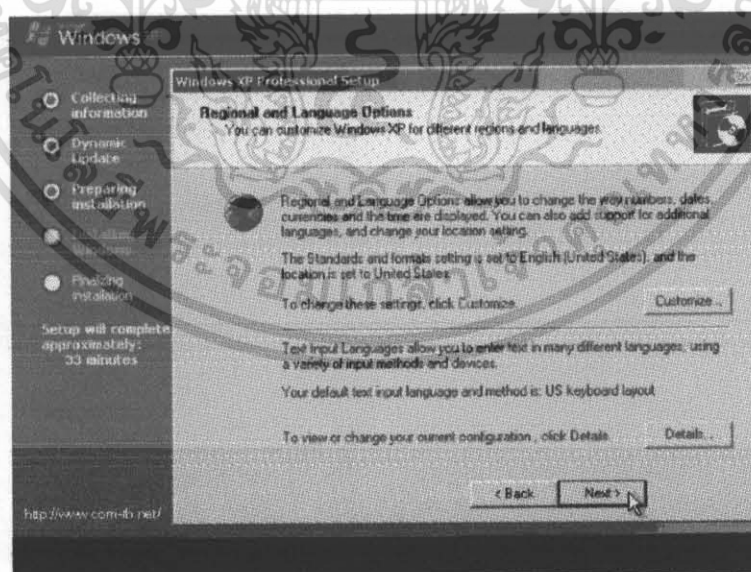 Windows
Windows XP Professional Setup
Collecting
information
Dynamic
Update
Preparing
installation
Installing
Windows
Finalizing
installation
Setup will complete
approximately:
33 minutes
http://www.com-th.net/
Regional and Language Options
You can customize Windows XP for different regions and languages.
Regional and Language Options allow you to change the way numbers, dates,
currencies and the time are displayed. You can also add support for additional
languages, and change your location setting.
The Standards and formats setting is set to English (United States), and the
location is set to United States.
To change these settings, click Customize.
Customize...
Text Input Languages allow you to enter text in many different languages, using
a variety of input methods and devices.
Your default text input language and method is: US keyboard layout
To view or change your current configuration, click Details.
Details...
< Back
Next >